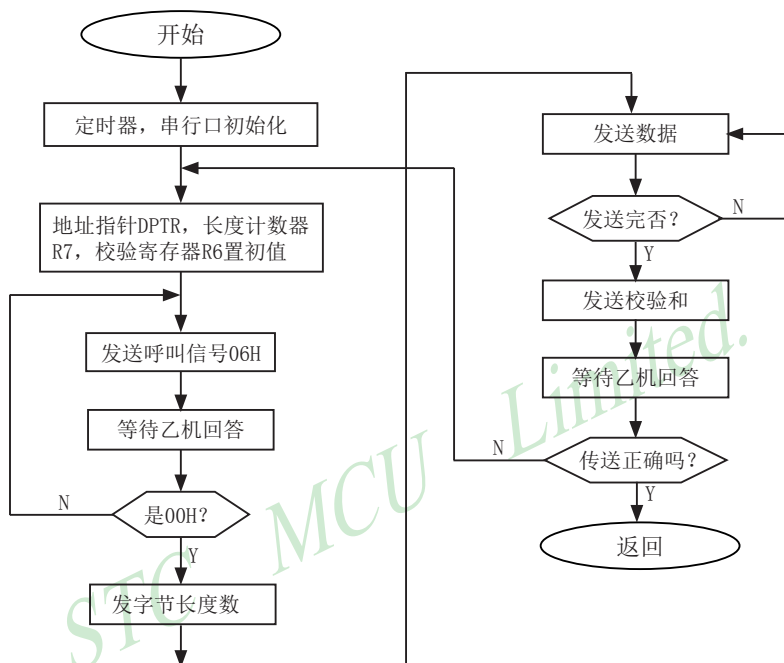 开始
定时器，串行口初始化
地址指针DPTR，长度计数器
R7，校验寄存器R6置初值
发送呼叫信号06H
等待乙机回答
N
是00H？
Y
发字节长度数
发送数据
发送完否？
N
Y
发送校验和
等待乙机回答
N
传送正确吗？
Y
返回
STC MCU Limited.